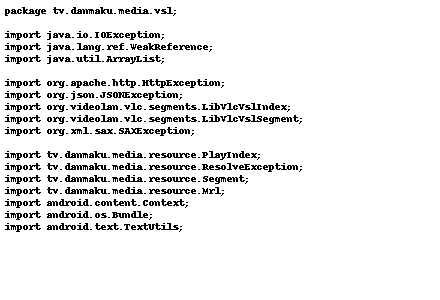 package tv.danmaku.media.vsl;

import java.io.IOException;
import java.lang.ref.WeakReference;
import java.util.ArrayList;

import org.apache.http.HttpException;
import org.json.JSONException;
import org.videolan.vlc.segments.LibVlcVslIndex;
import org.videolan.vlc.segments.LibVlcVslSegment;
import org.xml.sax.SAXException;

import tv.danmaku.media.resource.PlayIndex;
import tv.danmaku.media.resource.ResolveException;
import tv.danmaku.media.resource.Segment;
import tv.danmaku.media.resource.Mrl;
import android.content.Context;
import android.os.Bundle;
import android.text.TextUtils;